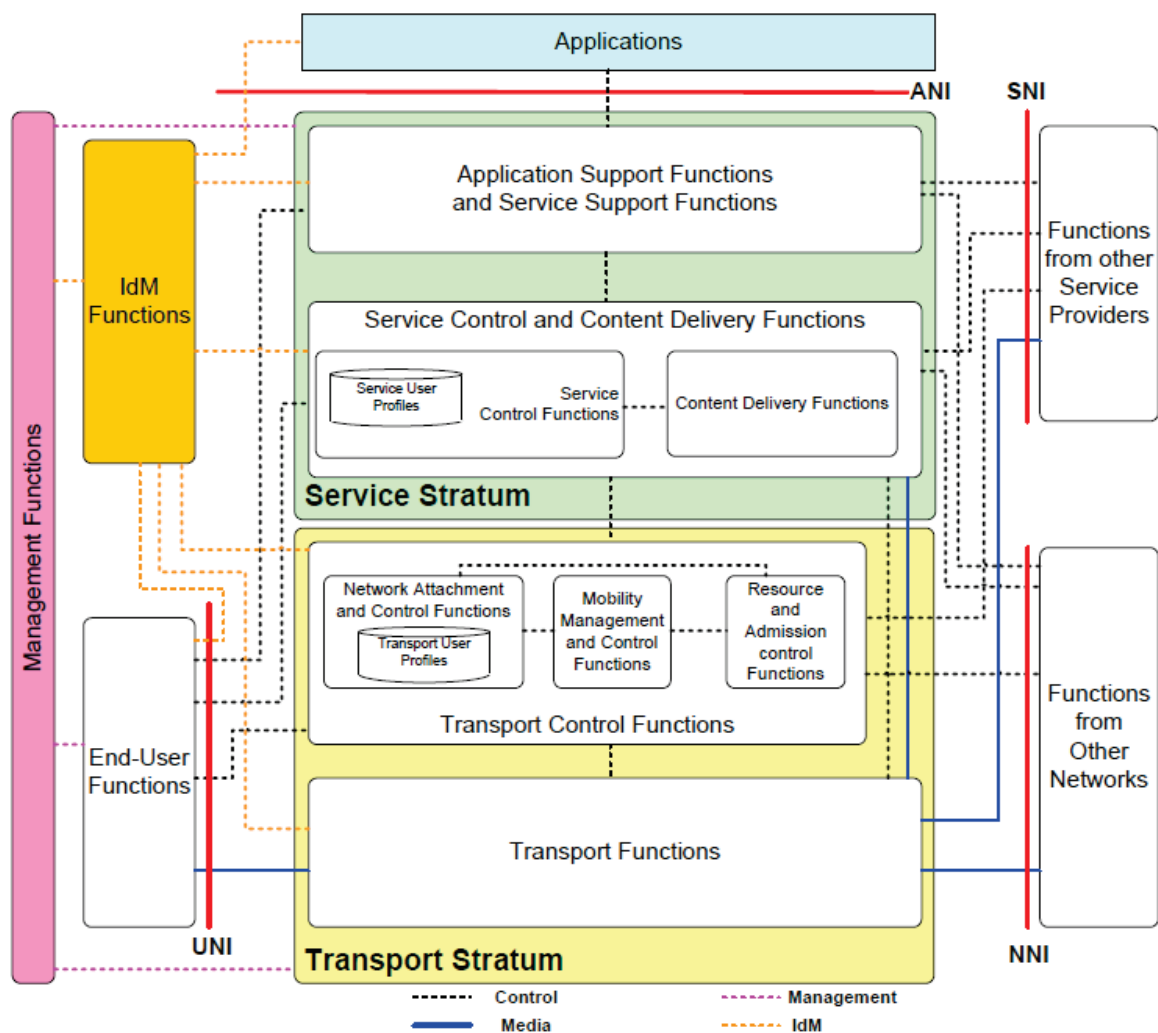 Applications
ANI
SNI
Application Support Functions
and Service Support Functions
Functions
from other
Service
Providers
IdM
Functions
Service Control and Content Delivery Functions
Service User
Profiles
Service
Control Functions
Content Delivery Functions
Service Stratum
Management Functions
Network Attachment
and Control Functions
Transport User
Profiles
Mobility
Management
and Control
Functions
Resource
and
Admission
control
Functions
Transport Control Functions
End-User
Functions
Functions
from
Other
Networks
Transport Functions
UNI
NNI
Transport Stratum
Control
Management
Media
IdM